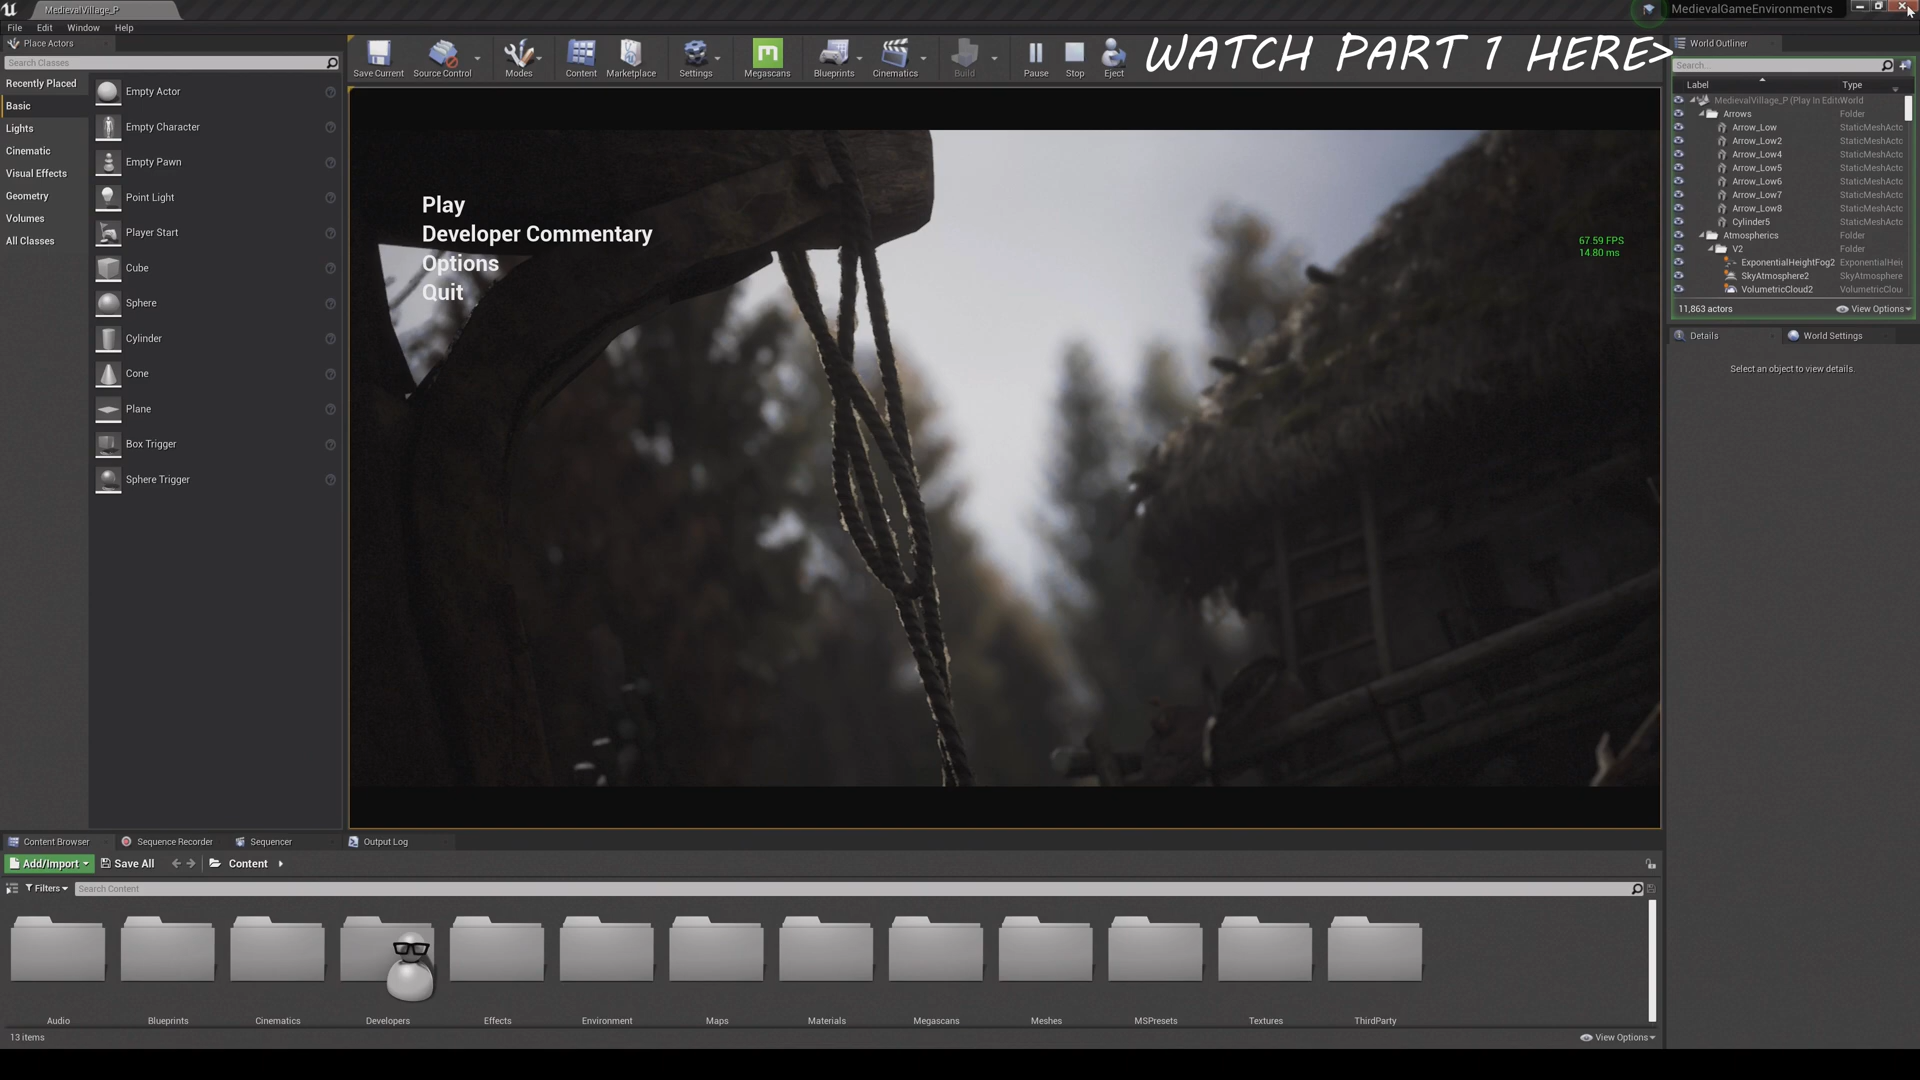 MedievalVillage_P
MedievalGameEnvironmentvs
File Edit Window Help
Place Actors
Search Classes
Recently Placed
Basic
Lights
Cinematic
Visual Effects
Geometry
Volumes
All Classes
Empty Actor
Empty Character
Empty Pawn
Point Light
Player Start
Cube
Sphere
Cylinder
Cone
Plane
Box Trigger
Sphere Trigger
Save Current
Source Control
Modes
Content
Marketplace
Settings
Megascans
Blueprints
Cinematics
Build
Pause
Stop
Eject
WATCH PART 1 HERE>
Play
Developer Commentary
Options
Quit
67.59 FPS
14.80 ms
World Outliner
Search...
Label Type
MedievalVillage_P (Play In Edit World
Arrows Folder
Arrow_Low StaticMeshActo
Arrow_Low2 StaticMeshActo
Arrow_Low4 StaticMeshActo
Arrow_Low5 StaticMeshActo
Arrow_Low6 StaticMeshActo
Arrow_Low7 StaticMeshActo
Arrow_Low8 StaticMeshActo
Cylinder5 StaticMeshActo
Atmospherics Folder
V2 Folder
ExponentialHeightFog2 ExponentialHei
SkyAtmosphere2 SkyAtmosphere
VolumetricCloud2 VolumetricClou
11,863 actors View Options
Details World Settings
Select an object to view details.
Content Browser Sequence Recorder Sequencer Output Log
Add/Import Save All Content
Filters Search Content
Audio Blueprints Cinematics Developers Effects Environment Maps Materials Megascans Meshes MSPresets Textures ThirdParty
13 items View Options